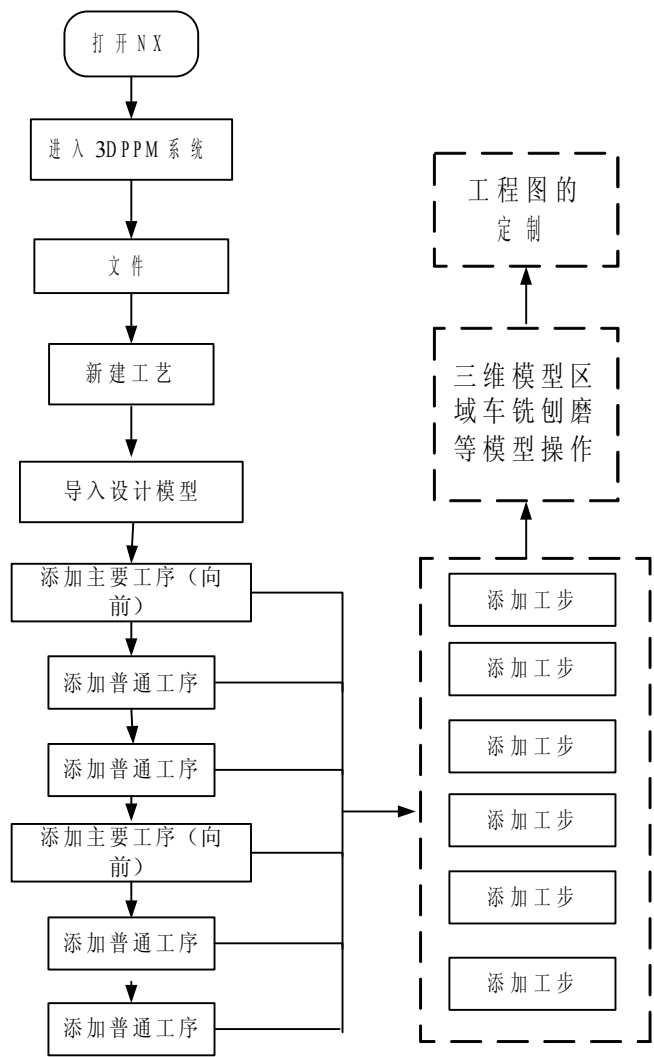 打开NX
进入3DPPM系统
文件
新建工艺
导入设计模型
添加主要工序（向
前）
添加普通工序
添加普通工序
添加主要工序（向
前）
添加普通工序
添加普通工序
工程图的
定制
三维模型区
域车铣刨磨
等模型操作
添加工步
添加工步
添加工步
添加工步
添加工步
添加工步